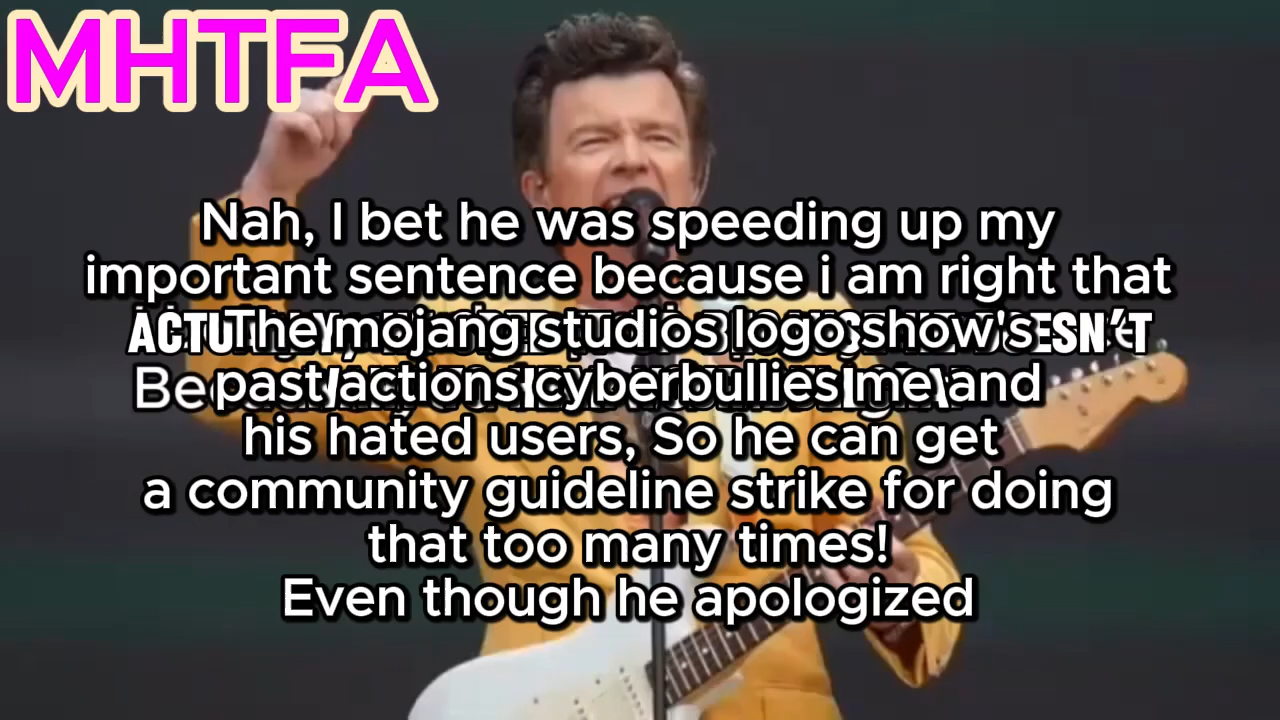 MHTFA
Nah, I bet he was speeding up my
important sentence because i am right that
The mojang studios logo show's
past actions cyberbullies me and
his hated users, So he can get
a community guideline strike for doing
that too many times!
Even though he apologized